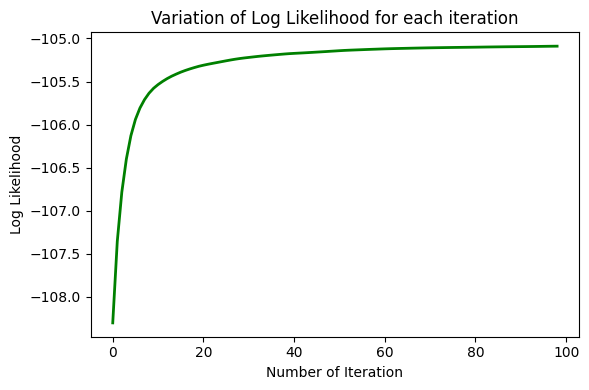 Variation of Log Likelihood for each iteration
−105.0
−105.5
−106.0
−106.5
−107.0
−107.5
−108.0
Log Likelihood
0 20 40 60 80 100
Number of Iteration